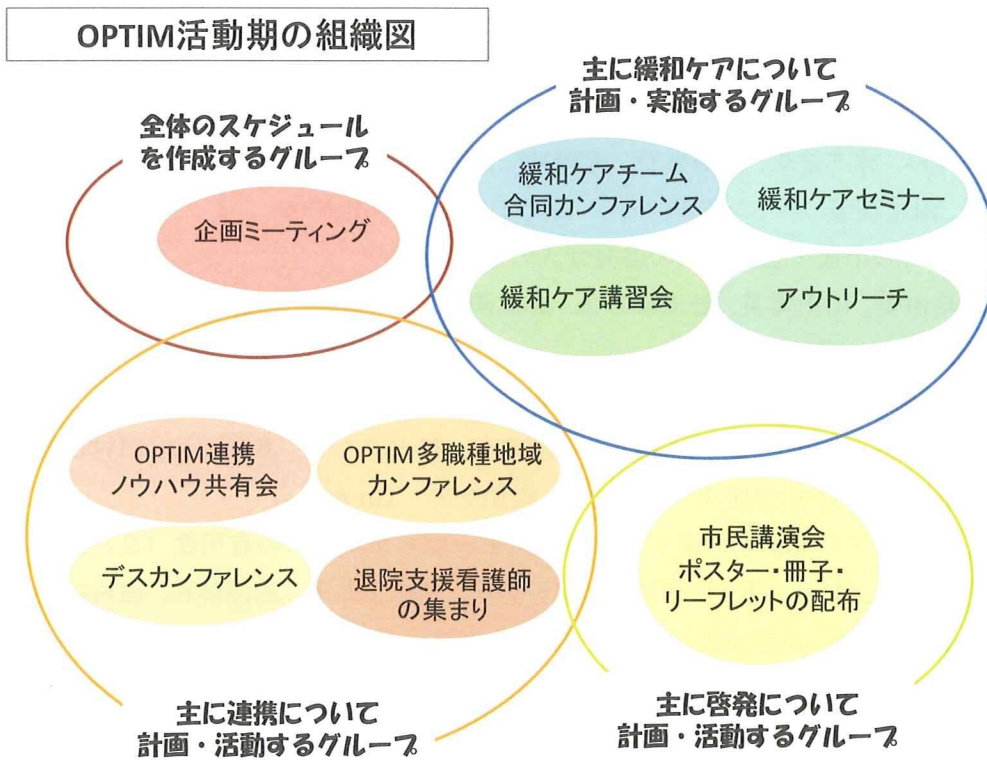 OPTIM活動期の組織図
主に緩和ケアについて
計画・実施するグループ
全体のスケジュール
を作成するグループ
緩和ケアチーム
合同カンファレンス
緩和ケアセミナー
企画ミーティング
緩和ケア講習会
アウトリーチ
OPTIM連携
ノウハウ共有会
OPTIM多職種地域
カンファレンス
デスカンファレンス
退院支援看護師
の集まり
市民講演会
ポスター・冊子・
リーフレットの配布
主に連携について
計画・活動するグループ
主に啓発について
計画・活動するグループ